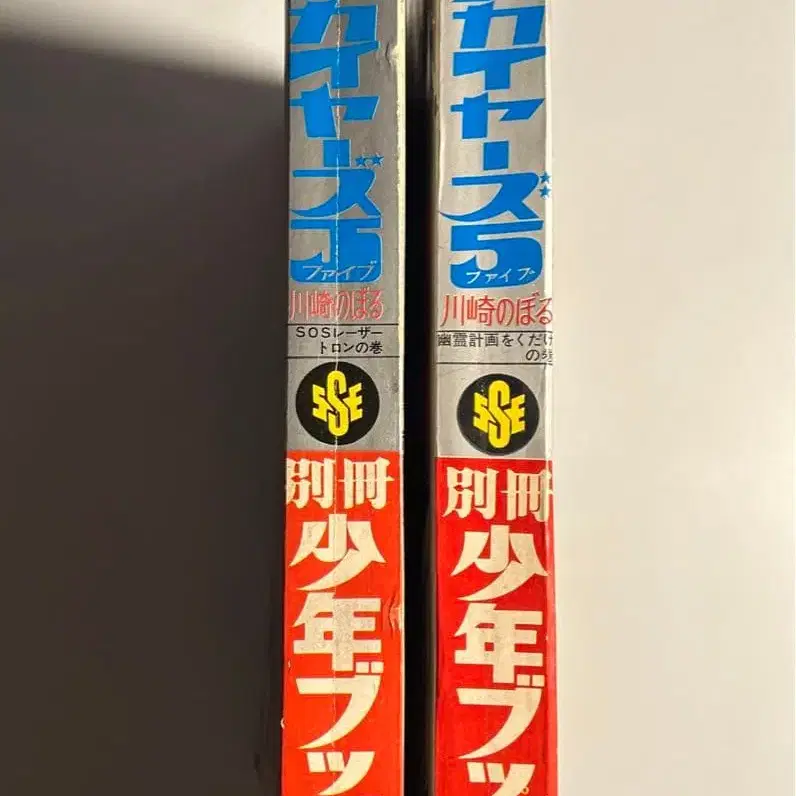 カイヤーズ
5
ファイブ
川崎のぼる
SOSレーザー
トロンの巻
SSE
別冊
少年ブッ
カイヤーズ
5
ファイブ
川崎のぼる
幽霊計画をくだけ
の巻
SSE
別冊
少年ブッ